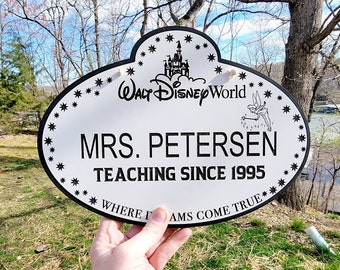 WALT DISNEY World
MRS. PETERSEN
TEACHING SINCE 1995
WHERE DREAMS COME TRUE